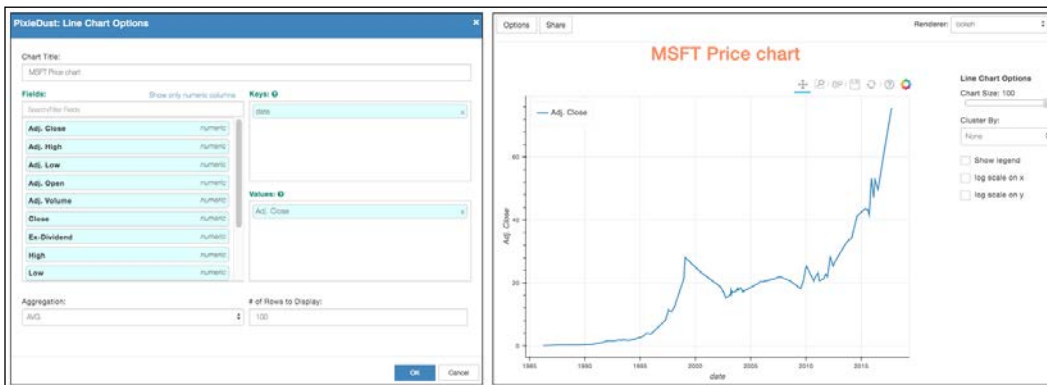 PixieDust: Line Chart Options
Chart Title:
MSFT Price chart
Fields:
Show only numeric columns
Search/Filter Fields
Adj. Close numeric
Adj. High numeric
Adj. Low numeric
Adj. Open numeric
Adj. Volume numeric
Close numeric
Ex-Dividend numeric
High numeric
Low numeric
Keys:
date
Values:
Adj. Close
Aggregation:
AVG
# of Rows to Display:
100
OK Cancel
Options Share
Renderer: bokeh
MSFT Price chart
Adj. Close
Adj. Close
60
40
20
0
1985 1990 1995 2000 2005 2010 2015
date
Line Chart Options
Chart Size: 100
Cluster By:
None
Show legend
log scale on x
log scale on y